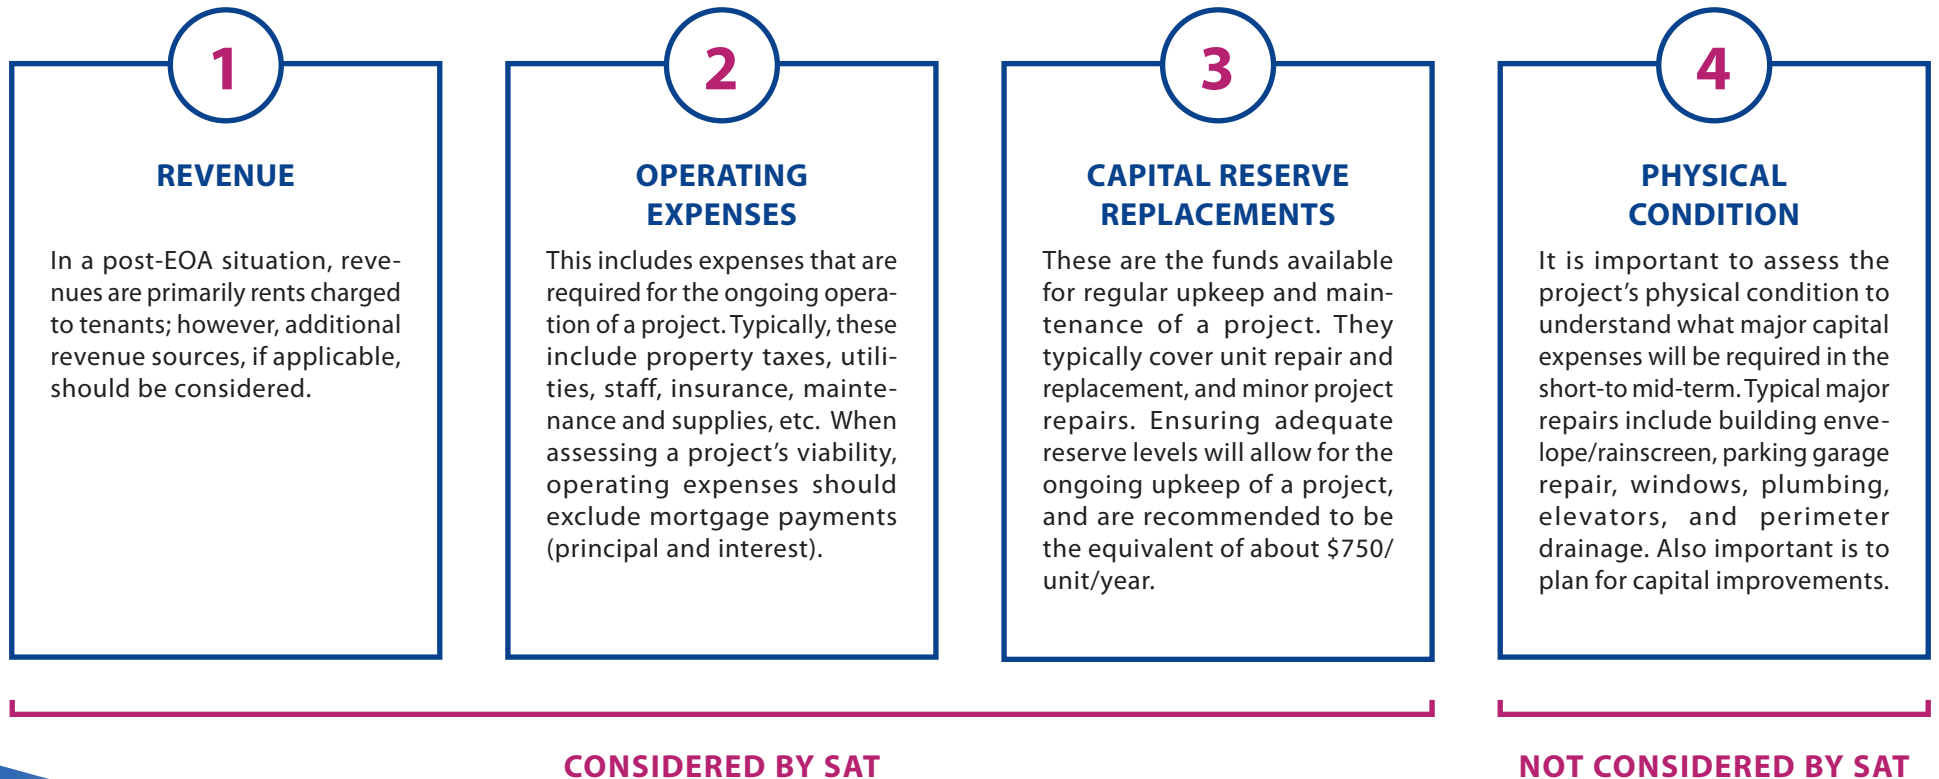 1
REVENUE
In a post-EOA situation, reve-
nues are primarily rents charged
to tenants; however, additional
revenue sources, if applicable,
should be considered.
2
OPERATING
EXPENSES
This includes expenses that are
required for the ongoing opera-
tion of a project. Typically, these
include property taxes, utili-
ties, staff, insurance, mainte-
nance and supplies, etc. When
assessing a project’s viability,
operating expenses should
exclude mortgage payments
(principal and interest).
3
CAPITAL RESERVE
REPLACEMENTS
These are the funds available
for regular upkeep and main-
tenance of a project. They
typically cover unit repair and
replacement, and minor project
repairs. Ensuring adequate
reserve levels will allow for the
ongoing upkeep of a project,
and are recommended to be
the equivalent of about $750/
unit/year.
4
PHYSICAL
CONDITION
It is important to assess the
project’s physical condition to
understand what major capital
expenses will be required in the
short-to mid-term. Typical major
repairs include building enve-
lope/rainscreen, parking garage
repair, windows, plumbing,
elevators, and perimeter
drainage. Also important is to
plan for capital improvements.
CONSIDERED BY SAT
NOT CONSIDERED BY SAT